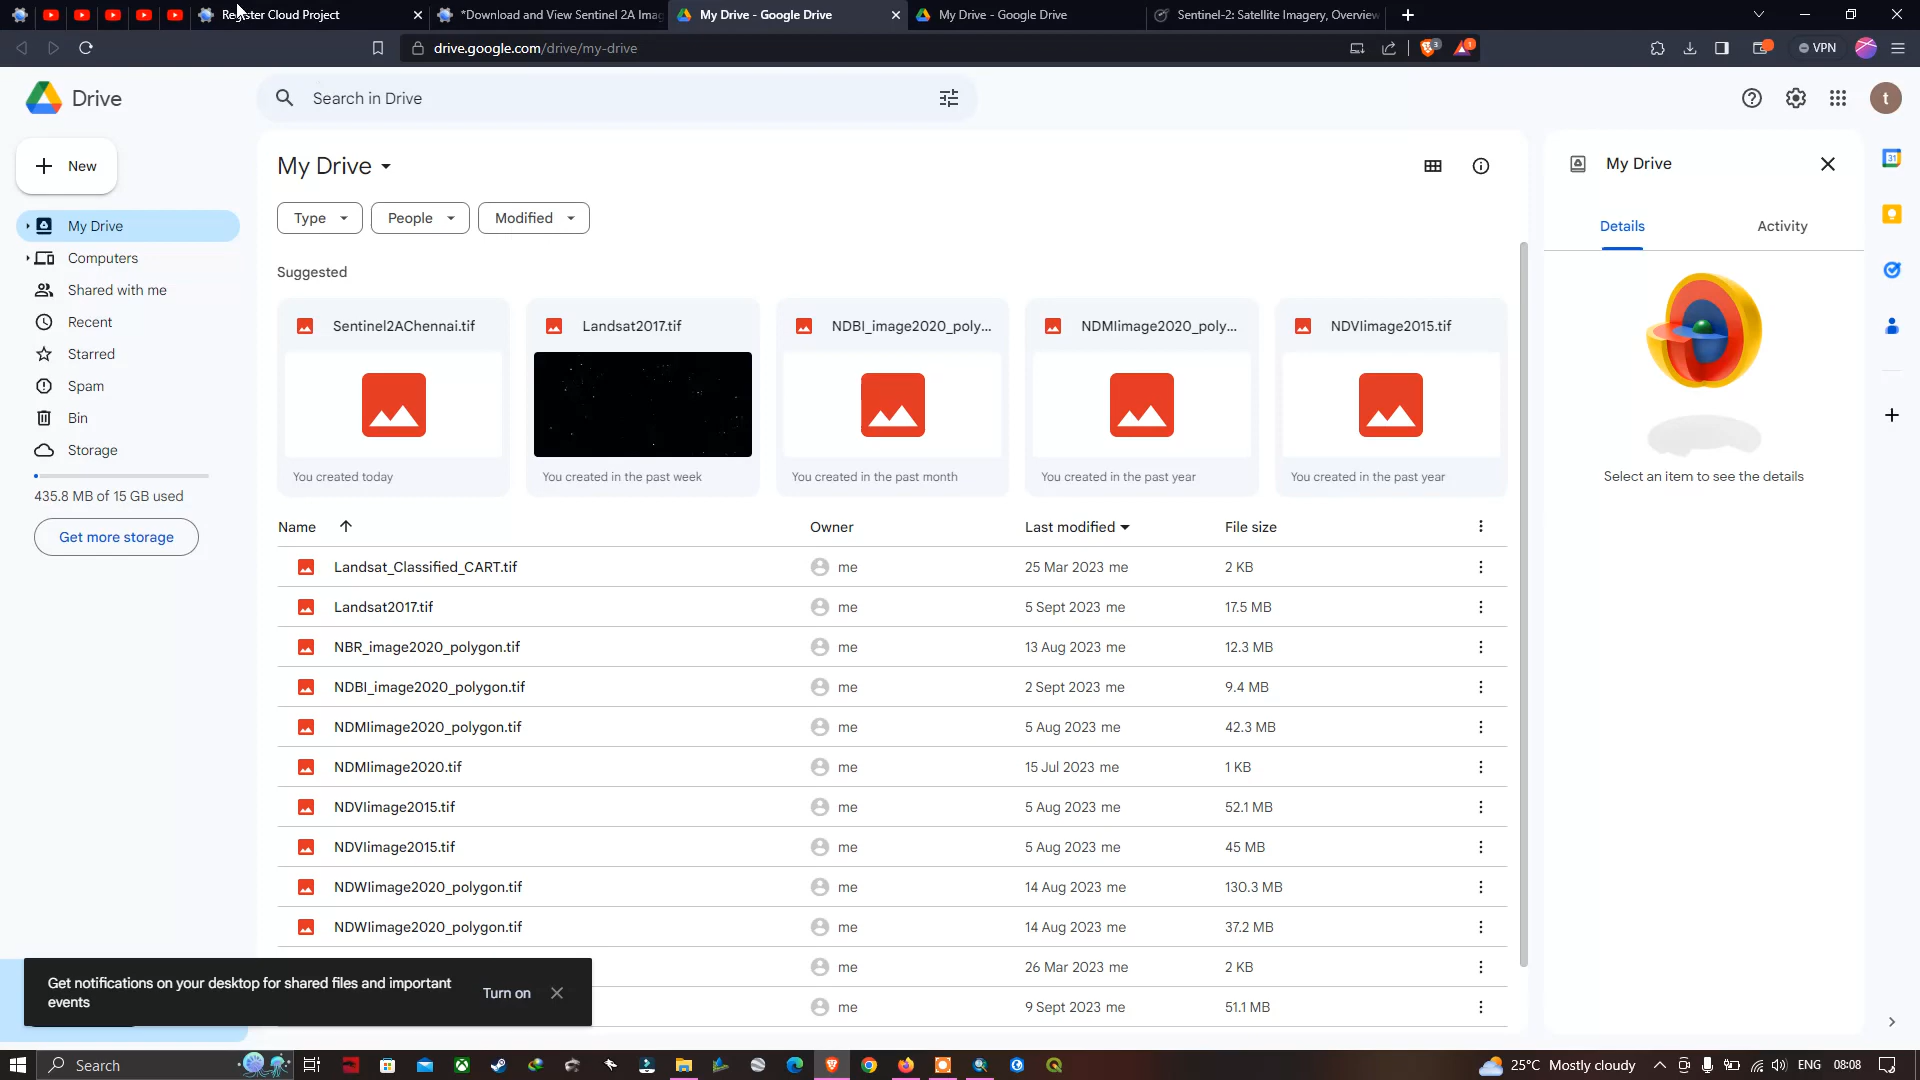 Register Cloud Project
*Download and View Sentinel 2A Imag
My Drive - Google Drive
My Drive - Google Drive
Sentinel-2: Satellite Imagery, Overview
drive.google.com/drive/my-drive
3
1
VPN
Drive
Search in Drive
t
New
My Drive
Type
People
Modified
My Drive
Details
Activity
31
My Drive
Computers
Shared with me
Recent
Starred
Spam
Bin
Storage
435.8 MB of 15 GB used
Get more storage
Suggested
Sentinel2AChennai.tif
Landsat2017.tif
NDBI_image2020_poly...
NDMIimage2020_poly...
NDVIimage2015.tif
You created today
You created in the past week
You created in the past month
You created in the past year
You created in the past year
Select an item to see the details
Name Owner Last modified File size
Landsat_Classified_CART.tif me 25 Mar 2023 me 2 KB
Landsat2017.tif me 5 Sept 2023 me 17.5 MB
NBR_image2020_polygon.tif me 13 Aug 2023 me 12.3 MB
NDBI_image2020_polygon.tif me 2 Sept 2023 me 9.4 MB
NDMIimage2020_polygon.tif me 5 Aug 2023 me 42.3 MB
NDMIimage2020.tif me 15 Jul 2023 me 1 KB
NDVIimage2015.tif me 5 Aug 2023 me 52.1 MB
NDVIimage2015.tif me 5 Aug 2023 me 45 MB
NDWIimage2020_polygon.tif me 14 Aug 2023 me 130.3 MB
NDWIimage2020_polygon.tif me 14 Aug 2023 me 37.2 MB
me 26 Mar 2023 me 2 KB
me 9 Sept 2023 me 51.1 MB
Get notifications on your desktop for shared files and important
events
Turn on
Search
25°C Mostly cloudy
ENG
08:08